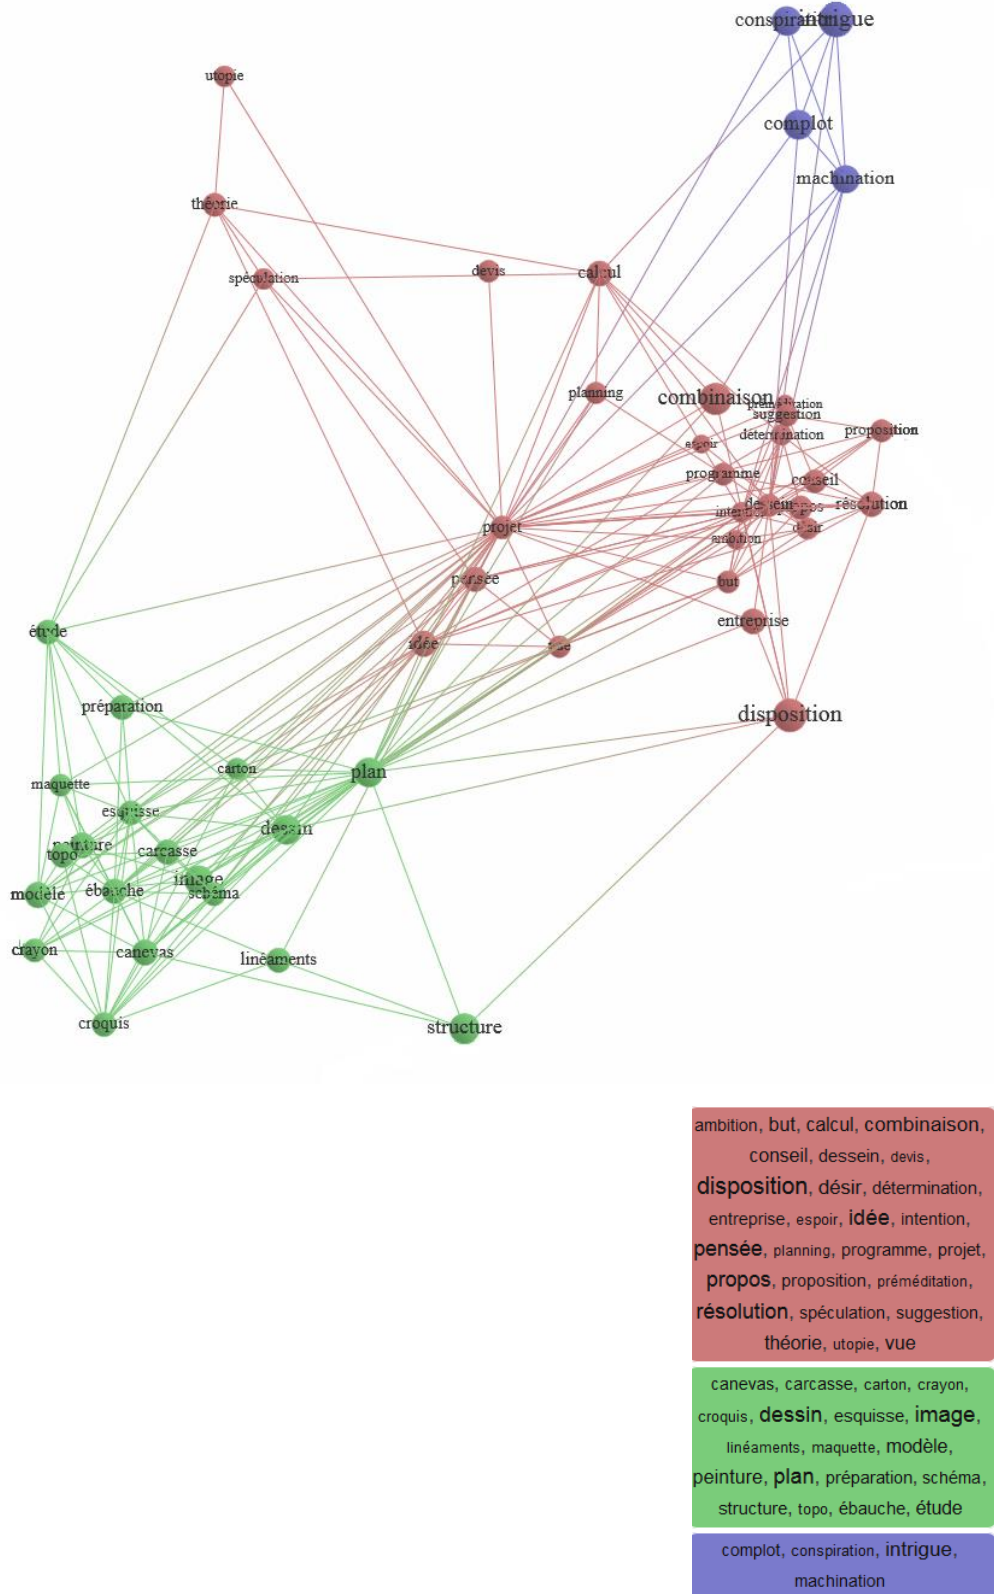 conspiration
intrigue
utopie
complot
machination
théorie
spéculation
devis
calcul
planning
combinaison
préméditation
suggestion
détermination
proposition
espoir
programme
conseil
intention
dessein
propos
résolution
projet
désir
ambition
pensée
but
entreprise
étude
idée
vue
préparation
disposition
carton
plan
maquette
esquisse
dessin
peinture
topo
carcasse
image
modèle
ébauche
schéma
crayon
canevas
linéaments
croquis
structure
ambition, but, calcul, combinaison,
conseil, dessein, devis,
disposition, désir, détermination,
entreprise, espoir, idée, intention,
pensée, planning, programme, projet,
propos, proposition, préméditation,
résolution, spéculation, suggestion,
théorie, utopie, vue
canevas, carcasse, carton, crayon,
croquis, dessin, esquisse, image,
linéaments, maquette, modèle,
peinture, plan, préparation, schéma,
structure, topo, ébauche, étude
complot, conspiration, intrigue,
machination